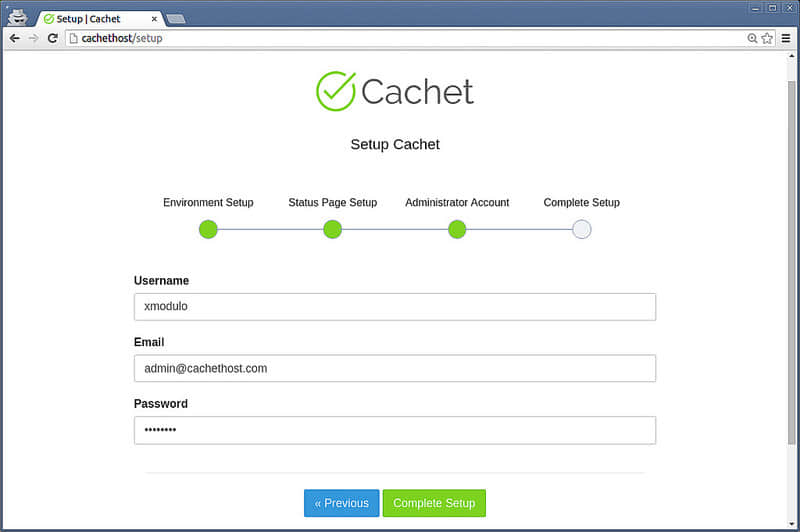 Setup | Cachet
cachethost/setup
Cachet
Setup Cachet
Environment Setup Status Page Setup Administrator Account Complete Setup
Username
xmodulo
Email
admin@cachethost.com
Password
••••••••
« Previous Complete Setup